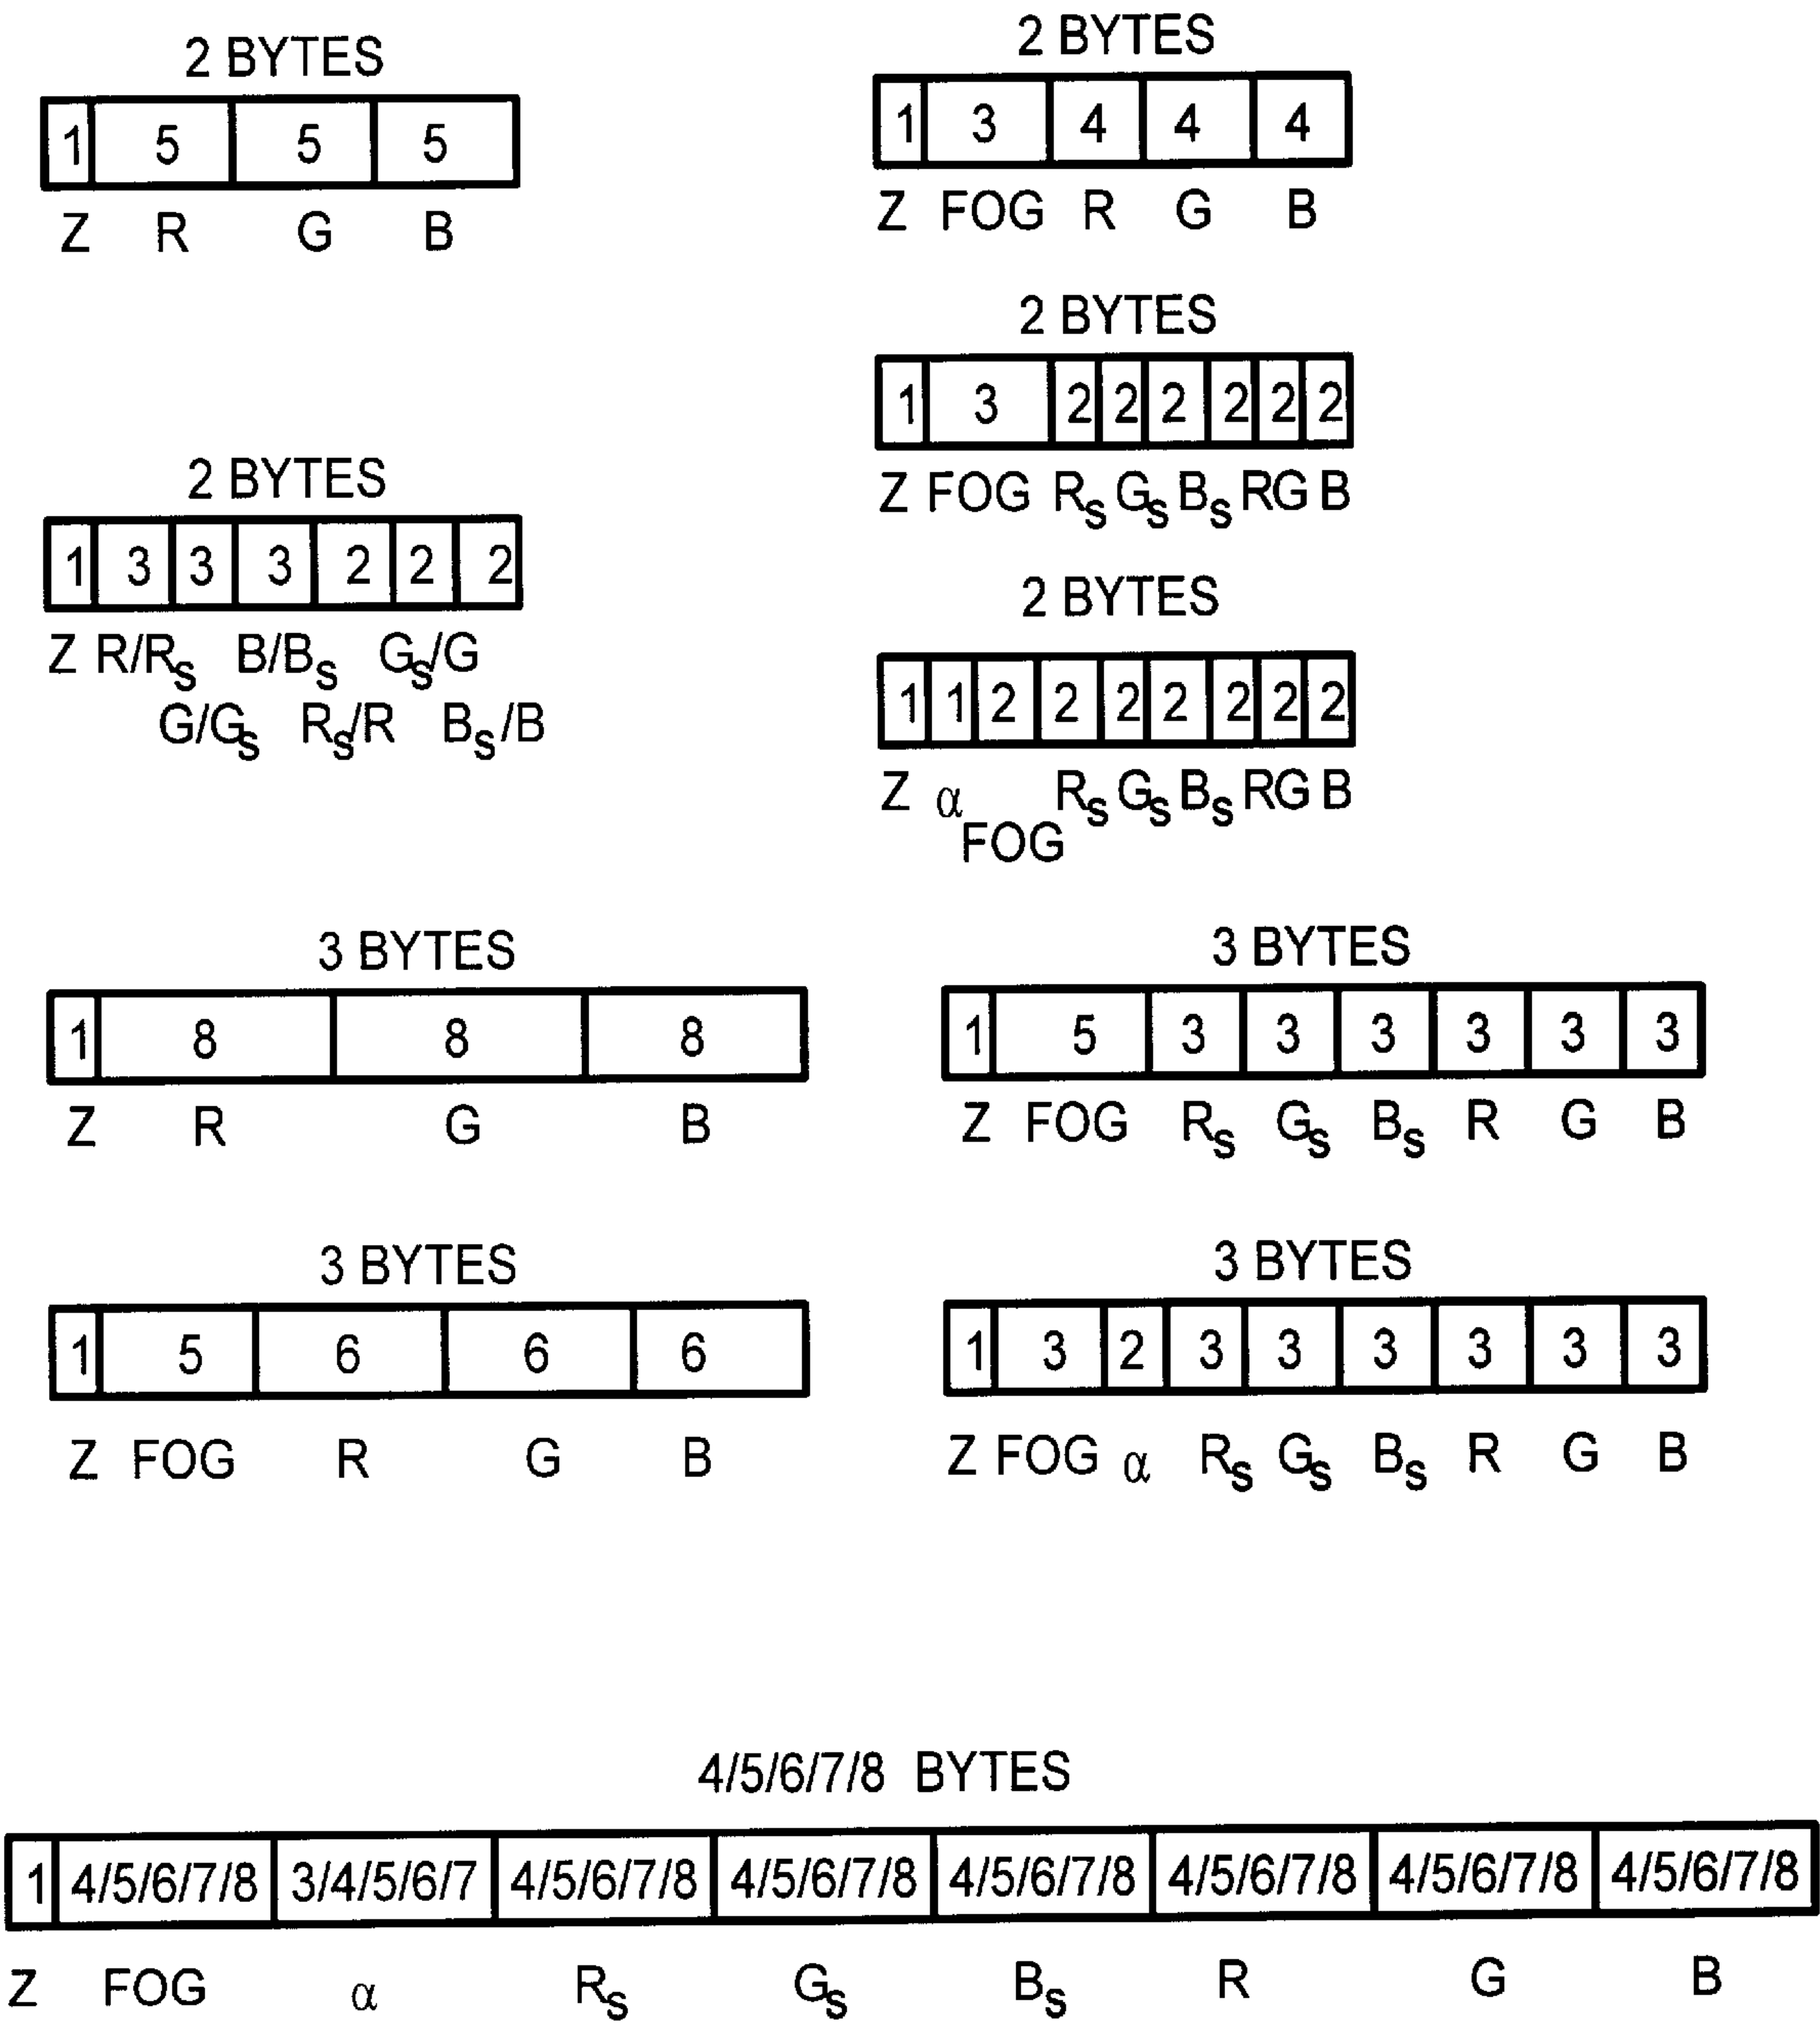 2 BYTES
1 5 5 5
Z R G B
2 BYTES
1 3 4 4 4
Z FOG R G B
2 BYTES
1 3 2 2 2 2 2 2
Z FOG Rs Gs Bs RG B
2 BYTES
1 3 3 3 2 2 2
Z R/Rs B/Bs Gs/G
G/Gs Rs/R Bs/B
2 BYTES
1 1 2 2 2 2 2 2 2
Z α Rs Gs Bs RG B
FOG
3 BYTES
1 8 8 8
Z R G B
3 BYTES
1 5 3 3 3 3 3 3
Z FOG Rs Gs Bs R G B
3 BYTES
1 5 6 6 6
Z FOG R G B
3 BYTES
1 3 2 3 3 3 3 3 3
Z FOG α Rs Gs Bs R G B
4/5/6/7/8 BYTES
1 4/5/6/7/8 3/4/5/6/7 4/5/6/7/8 4/5/6/7/8 4/5/6/7/8 4/5/6/7/8 4/5/6/7/8 4/5/6/7/8
Z FOG α Rs Gs Bs R G B